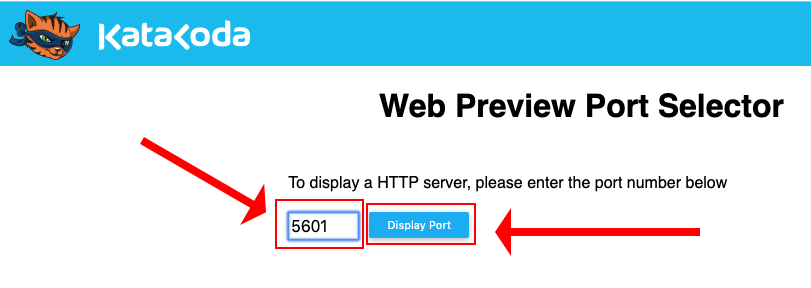 Katakoda
Web Preview Port Selector
To display a HTTP server, please enter the port number below
5601
Display Port